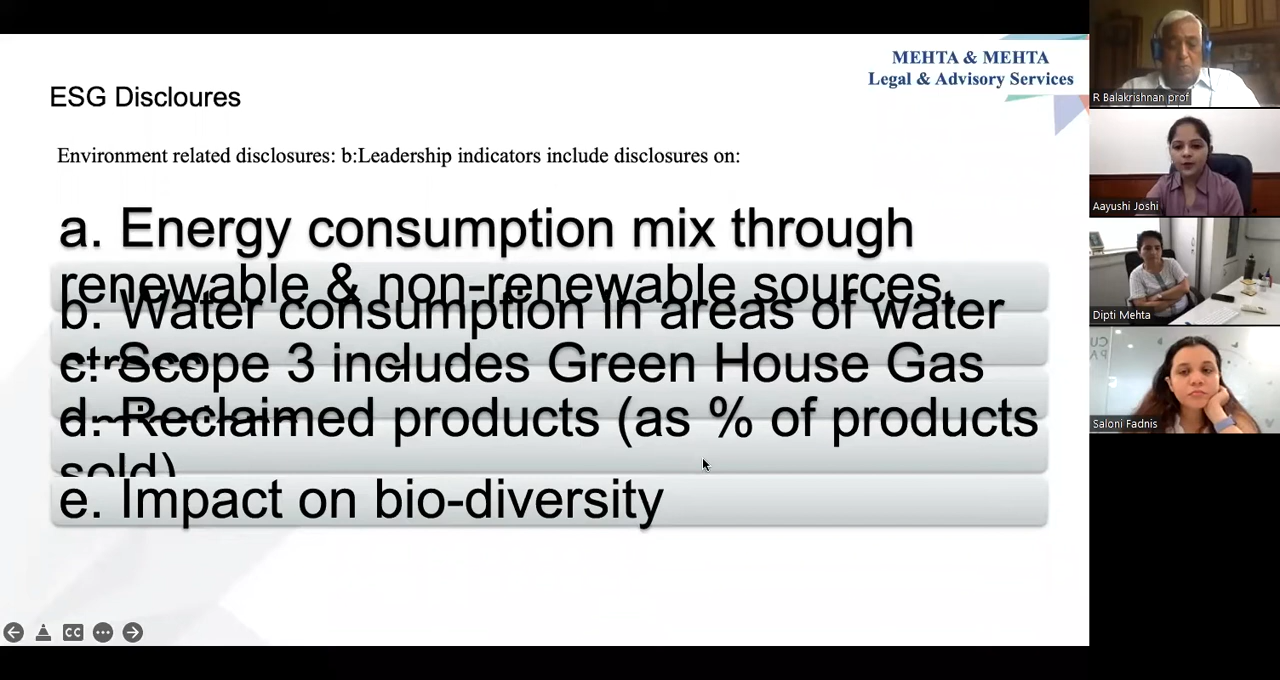 MEHTA & MEHTA
Legal & Advisory Services
ESG Discloures
Environment related disclosures: b:Leadership indicators include disclosures on:
a. Energy consumption mix through
renewable & non-renewable sources,
b. Water consumption in areas of water
c. Scope 3 includes Green House Gas
d. Reclaimed products (as % of products
sold)
e. Impact on bio-diversity
CC
R Balakrishnan prof
Aayushi Joshi
Dipti Mehta
Saloni Fadnis